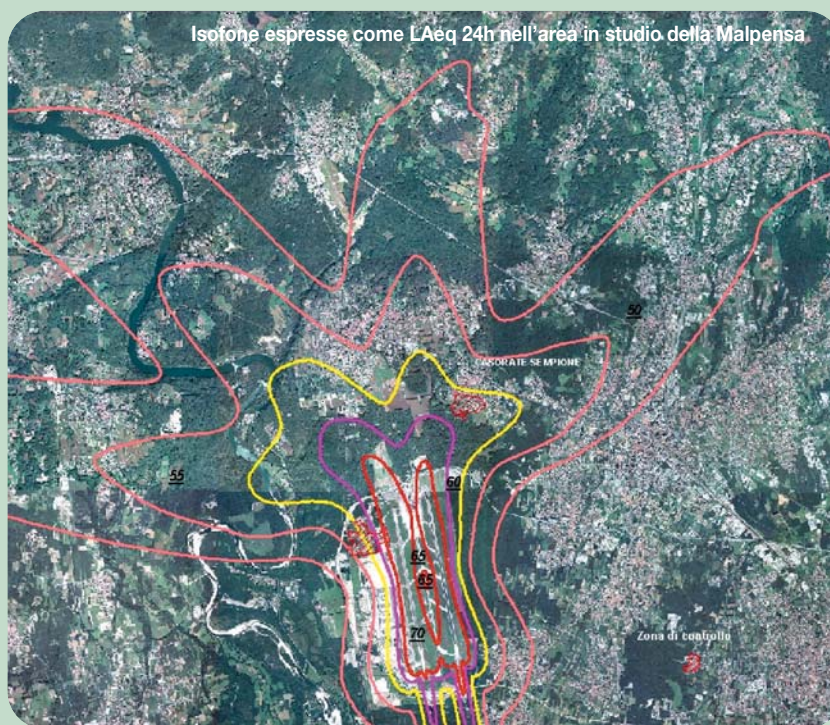 Isofone espresse come LAeq 24h nell'area in studio della Malpensa
50
CASORATE SEMPIONE
55
60
65
65
70
Zona di controllo